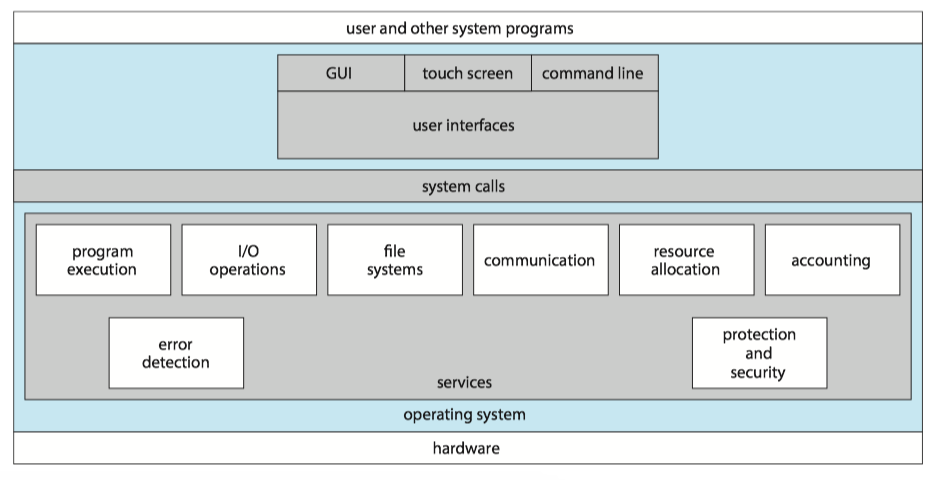 user and other system programs
GUI
touch screen
command line
user interfaces
system calls
program
execution
I/O
operations
file
systems
communication
resource
allocation
accounting
error
detection
protection
and
security
services
operating system
hardware